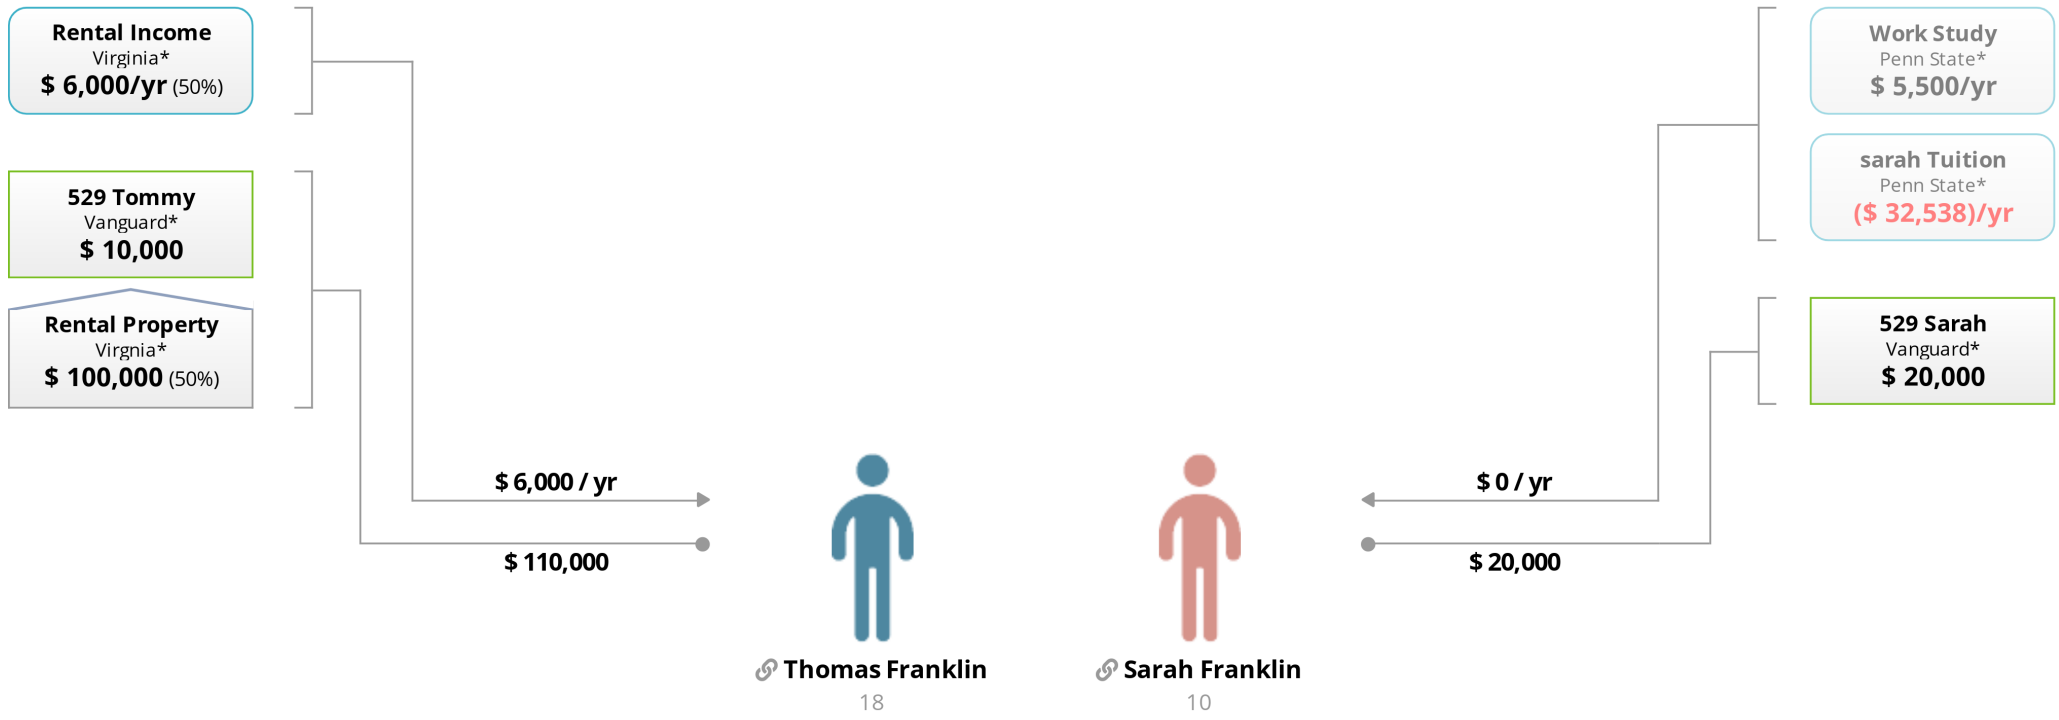 Rental Income
Virginia*
$ 6,000/yr (50%)
529 Tommy
Vanguard*
$ 10,000
Rental Property
Virgnia*
$ 100,000 (50%)
$ 6,000 / yr
$ 110,000
Thomas Franklin
18
Work Study
Penn State*
$ 5,500/yr
sarah Tuition
Penn State*
($ 32,538)/yr
529 Sarah
Vanguard*
$ 20,000
$ 0 / yr
$ 20,000
Sarah Franklin
10